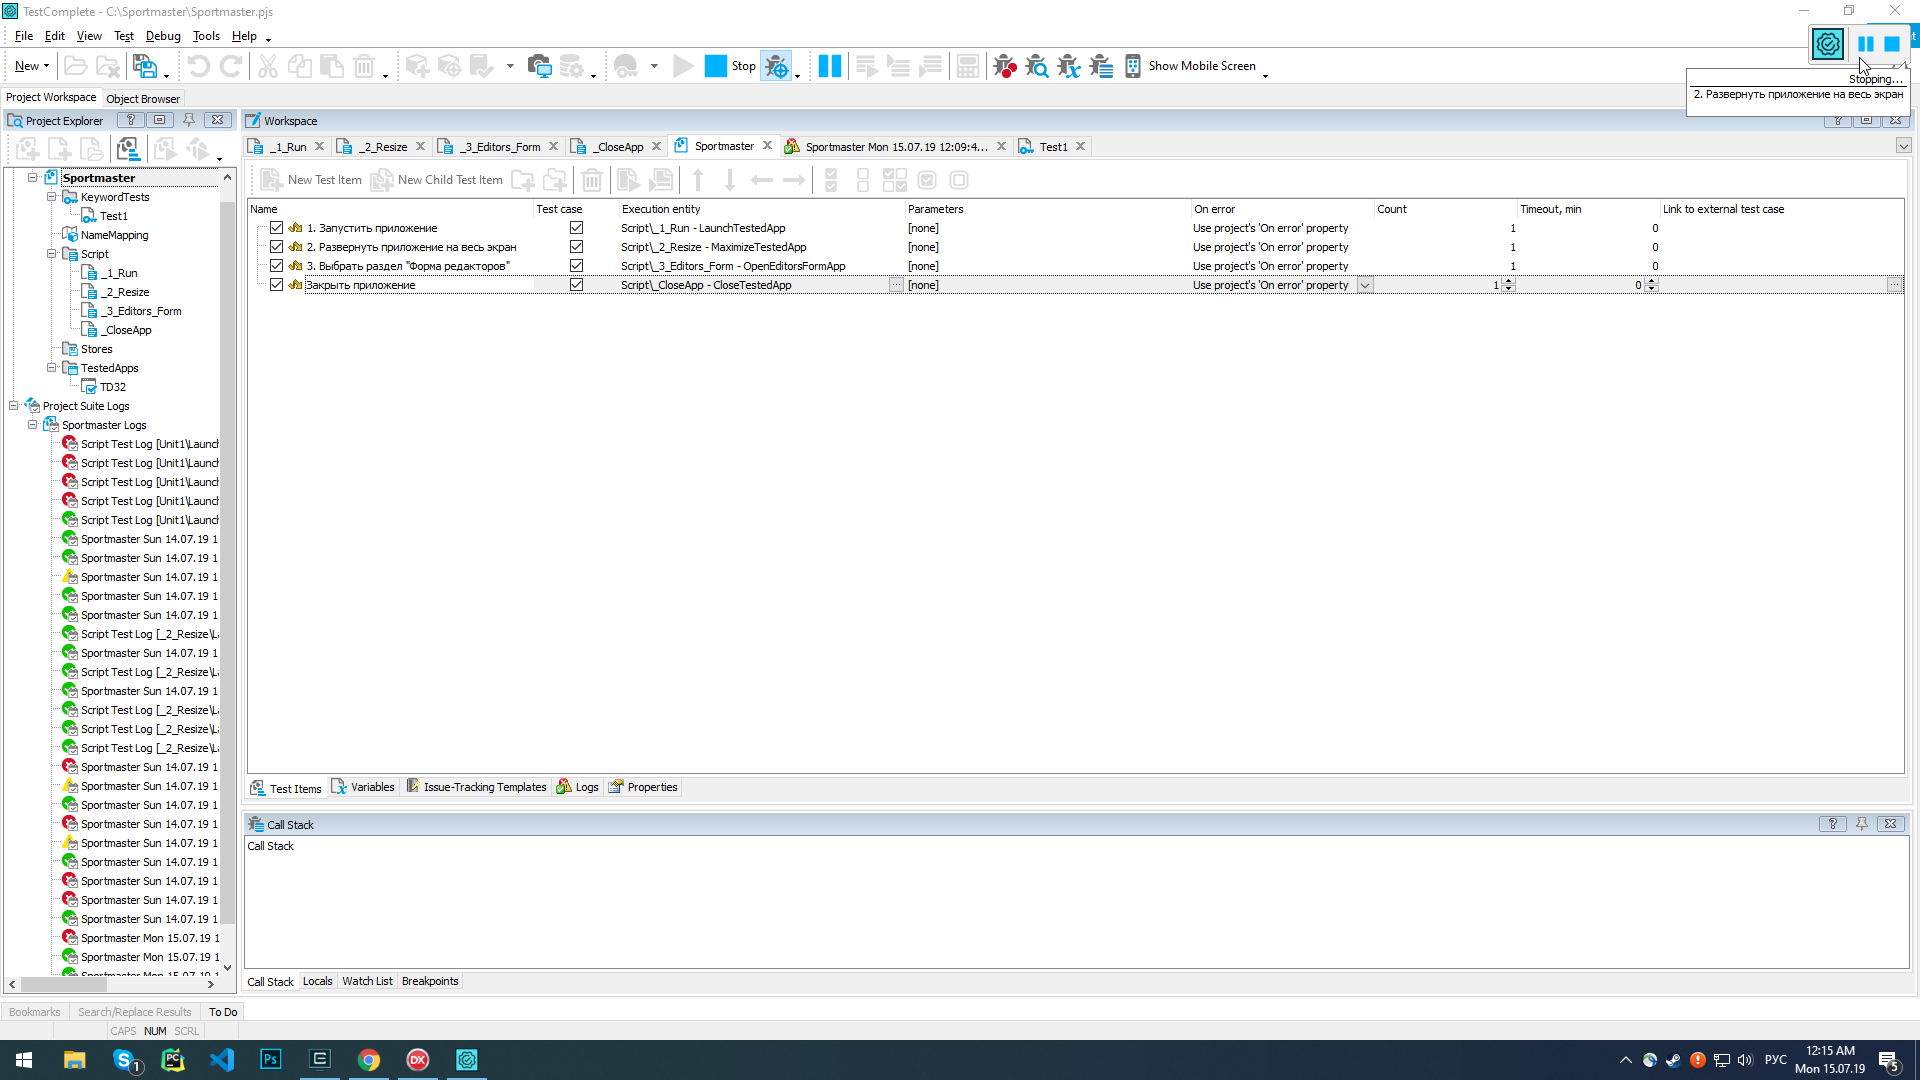 TestComplete - C:\Sportmaster\Sportmaster.pjs
File Edit View Test Debug Tools Help
New Stop Show Mobile Screen
Stopping...
2. Развернуть приложение на весь экран
Project Workspace Object Browser
Project Explorer
Workspace
_1_Run _2_Resize _3_Editors_Form _CloseApp Sportmaster Sportmaster Mon 15.07.19 12:09:4... Test1
New Test Item New Child Test Item
Name Test case Execution entity Parameters On error Count Timeout, min Link to external test case
1. Запустить приложение Script\_1_Run - LaunchTestedApp [none] Use project's 'On error' property 1 0
2. Развернуть приложение на весь экран Script\_2_Resize - MaximizeTestedApp [none] Use project's 'On error' property 1 0
3. Выбрать раздел "Форма редакторов" Script\_3_Editors_Form - OpenEditorsFormApp [none] Use project's 'On error' property 1 0
Закрыть приложение Script\_CloseApp - CloseTestedApp ... [none] Use project's 'On error' property 1 0 ...
Sportmaster
KeywordTests
Test1
NameMapping
Script
_1_Run
_2_Resize
_3_Editors_Form
_CloseApp
Stores
TestedApps
TD32
Project Suite Logs
Sportmaster Logs
Script Test Log [Unit1\Launch
Script Test Log [Unit1\Launch
Script Test Log [Unit1\Launch
Script Test Log [Unit1\Launch
Script Test Log [Unit1\Launch
Sportmaster Sun 14.07.19 1
Sportmaster Sun 14.07.19 1
Sportmaster Sun 14.07.19 1
Sportmaster Sun 14.07.19 1
Sportmaster Sun 14.07.19 1
Script Test Log [_2_Resize\L
Sportmaster Sun 14.07.19 1
Script Test Log [_2_Resize\L
Sportmaster Sun 14.07.19 1
Script Test Log [_2_Resize\L
Script Test Log [_2_Resize\L
Script Test Log [_2_Resize\L
Sportmaster Sun 14.07.19 1
Sportmaster Sun 14.07.19 1
Sportmaster Sun 14.07.19 1
Sportmaster Sun 14.07.19 1
Sportmaster Sun 14.07.19 1
Sportmaster Sun 14.07.19 1
Sportmaster Sun 14.07.19 1
Sportmaster Sun 14.07.19 1
Sportmaster Sun 14.07.19 1
Sportmaster Mon 15.07.19 1
Sportmaster Mon 15.07.19 1
Sportmaster Mon 15.07.19 1
Test Items Variables Issue-Tracking Templates Logs Properties
Call Stack
Call Stack
Call Stack Locals Watch List Breakpoints
Bookmarks Search/Replace Results To Do
CAPS NUM SCRL
1 PC Ps DX РУС 12:15 AM
Mon 15.07.19 5